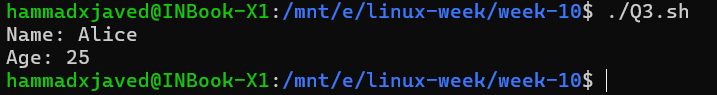 hammadxjaved@INBook-X1:/mnt/e/linux-week/week-10$ ./Q3.sh
Name: Alice
Age: 25
hammadxjaved@INBook-X1:/mnt/e/linux-week/week-10$